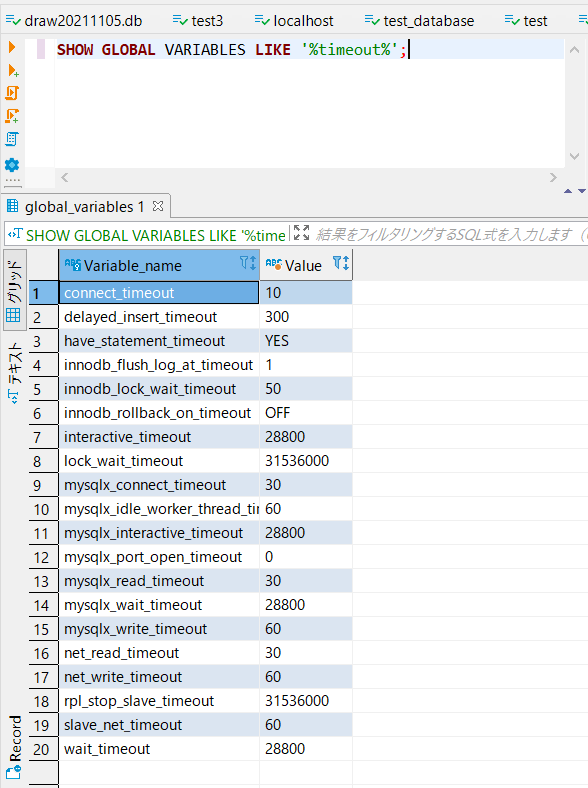 draw20211105.db test3 localhost test_database test
SHOW GLOBAL VARIABLES LIKE '%timeout%';
global_variables 1
SHOW GLOBAL VARIABLES LIKE '%time 結果をフィルタリングするSQL式を入力します
グリッド
テキスト
Record
Variable_name Value
1 connect_timeout 10
2 delayed_insert_timeout 300
3 have_statement_timeout YES
4 innodb_flush_log_at_timeout 1
5 innodb_lock_wait_timeout 50
6 innodb_rollback_on_timeout OFF
7 interactive_timeout 28800
8 lock_wait_timeout 31536000
9 mysqlx_connect_timeout 30
10 mysqlx_idle_worker_thread_tir 60
11 mysqlx_interactive_timeout 28800
12 mysqlx_port_open_timeout 0
13 mysqlx_read_timeout 30
14 mysqlx_wait_timeout 28800
15 mysqlx_write_timeout 60
16 net_read_timeout 30
17 net_write_timeout 60
18 rpl_stop_slave_timeout 31536000
19 slave_net_timeout 60
20 wait_timeout 28800